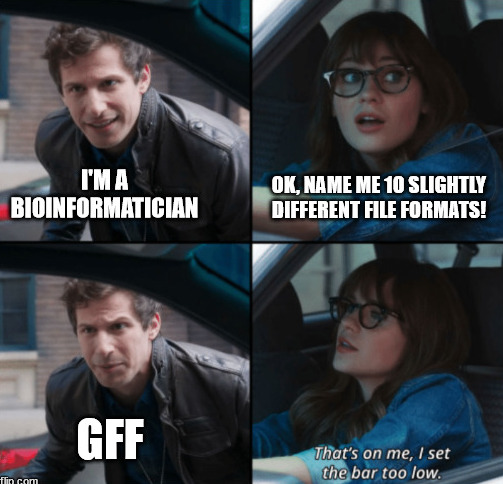 I'M A
BIOINFORMATICIAN
OK, NAME ME 10 SLIGHTLY
DIFFERENT FILE FORMATS!
GFF
That's on me, I set
the bar too low.
flip.com